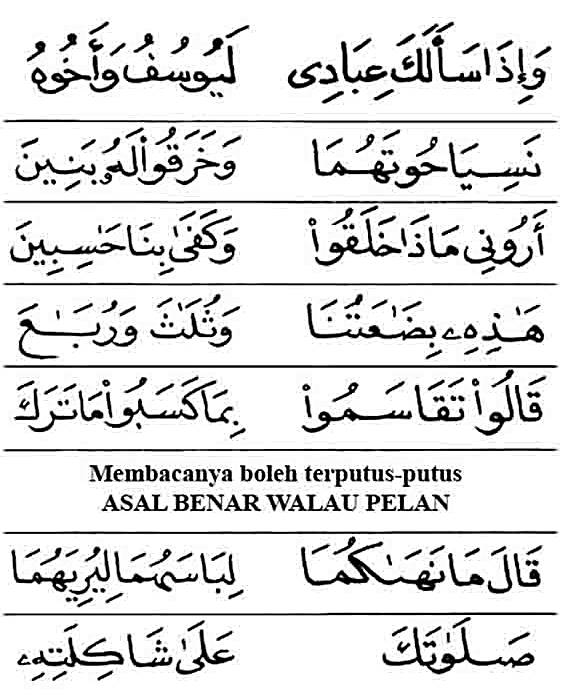 وَإِذَا سَأَلَكَ عِبَادِى لَيُوسُفُ وَأَخُوهُ
نَسِيَا حُوتَهُمَا وَخَرَقُوا۟ لَهُۥ بَنِينَ
أَرُونِى مَاذَا خَلَقُوا۟ وَكَفَىٰ بِنَا حَٰسِبِينَ
هَٰذِهِۦ بِضَٰعَتُنَا وَثُلَٰثَ وَرُبَٰعَ
قَالُوا۟ تَقَاسَمُوا۟ بِمَا كَسَبُوا۟ مَا تَرَكَ
Membacanya boleh terputus-putus
ASAL BENAR WALAU PELAN
قَالَ مَا نَهَىٰكُمَا لِبَاسَهُمَا لِيُرِيَهُمَا
صَلَوٰتَكَ عَلَىٰ شَاكِلَتِهِۦ